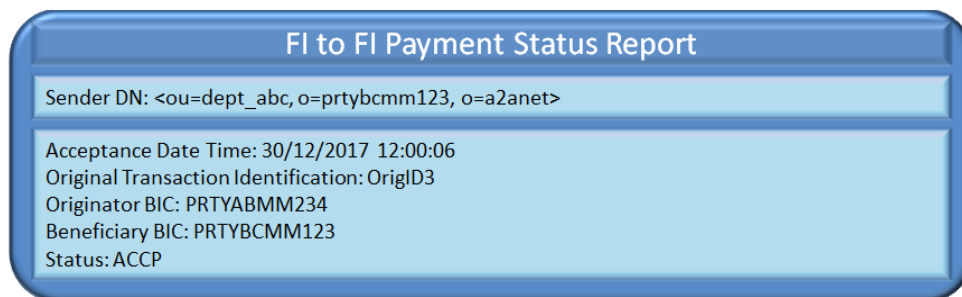 FI to FI Payment Status Report
Sender DN: <ou=dept_abc, o=prtybcmm123, o=a2anet>
Acceptance Date Time: 30/12/2017 12:00:06
Original Transaction Identification: OrigID3
Originator BIC: PRTYABMM234
Beneficiary BIC: PRTYBCMM123
Status: ACCP